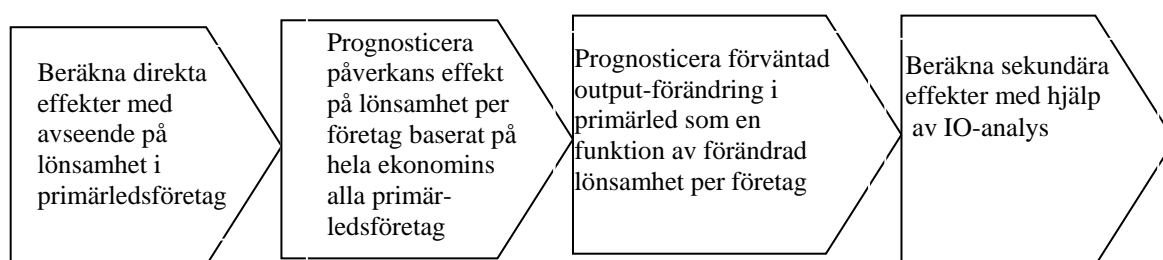 Beräkna direkta
effekter med
avseende på
lönsamhet i
primärledsföretag
Prognosticera
påverkans effekt
på lönsamhet per
företag baserat på
hela ekonomins
alla primär-
ledsföretag
Prognosticera förväntad
output-förändring i
primärled som en
funktion av förändrad
lönsamhet per företag
Beräkna sekundära
effekter med hjälp
av IO-analys